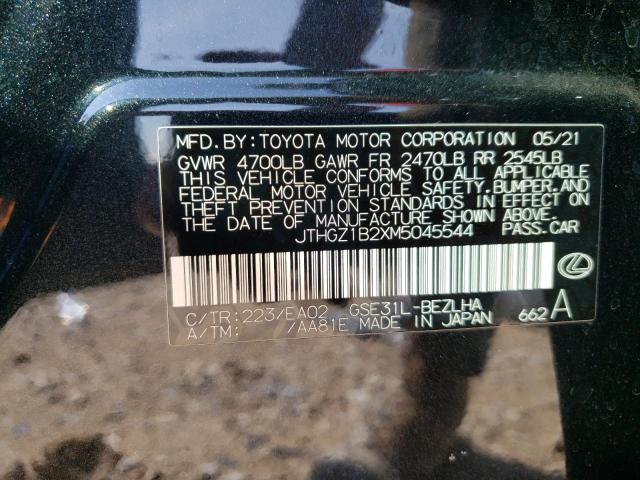 MFD.BY:TOYOTA MOTOR CORPORATION 05/21
GVWR 4700LB GAWR FR 2470LB RR 2545LB
THIS VEHICLE CONFORMS TO ALL APPLICABLE
FEDERAL MOTOR VEHICLE SAFETY,BUMPER,AND
THEFT PREVENTION STANDARDS IN EFFECT ON
THE DATE OF MANUFACTURE SHOWN ABOVE.
JTHGZ1B2XM5045544 PASS.CAR
C/TR:223/EA02 GSE31L-BEZLHA
A/TM: /AA81E MADE IN JAPAN 662A